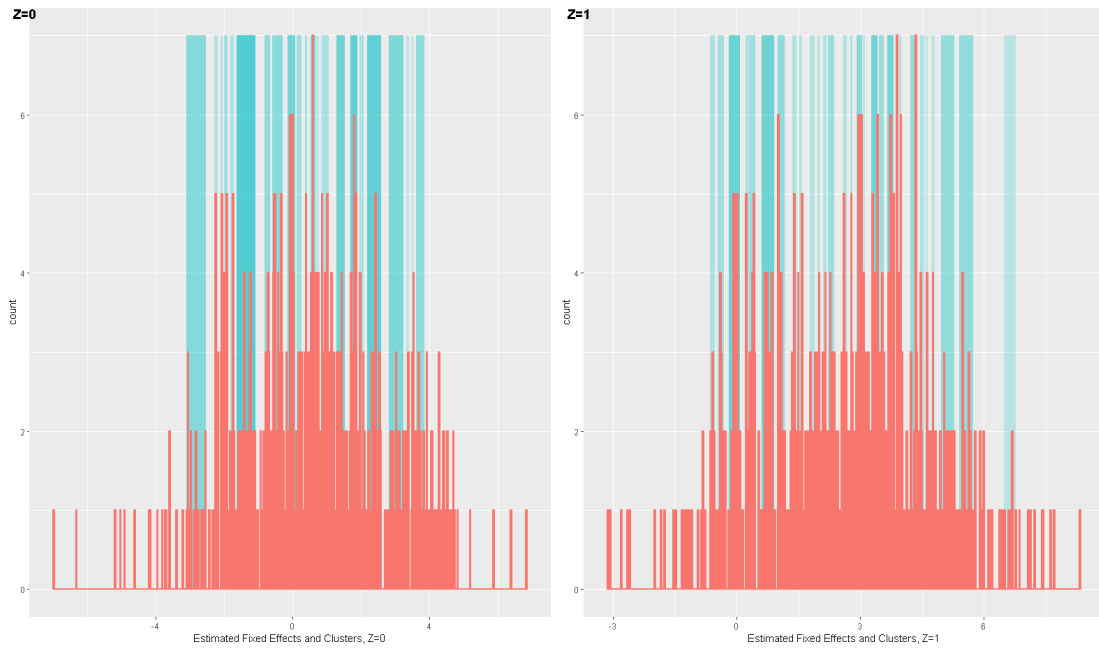 Z=0
6
4
2
0
count
-4
0
4
Estimated Fixed Effects and Clusters, Z=0
Z=1
6
4
2
0
count
-3
0
3
6
Estimated Fixed Effects and Clusters, Z=1